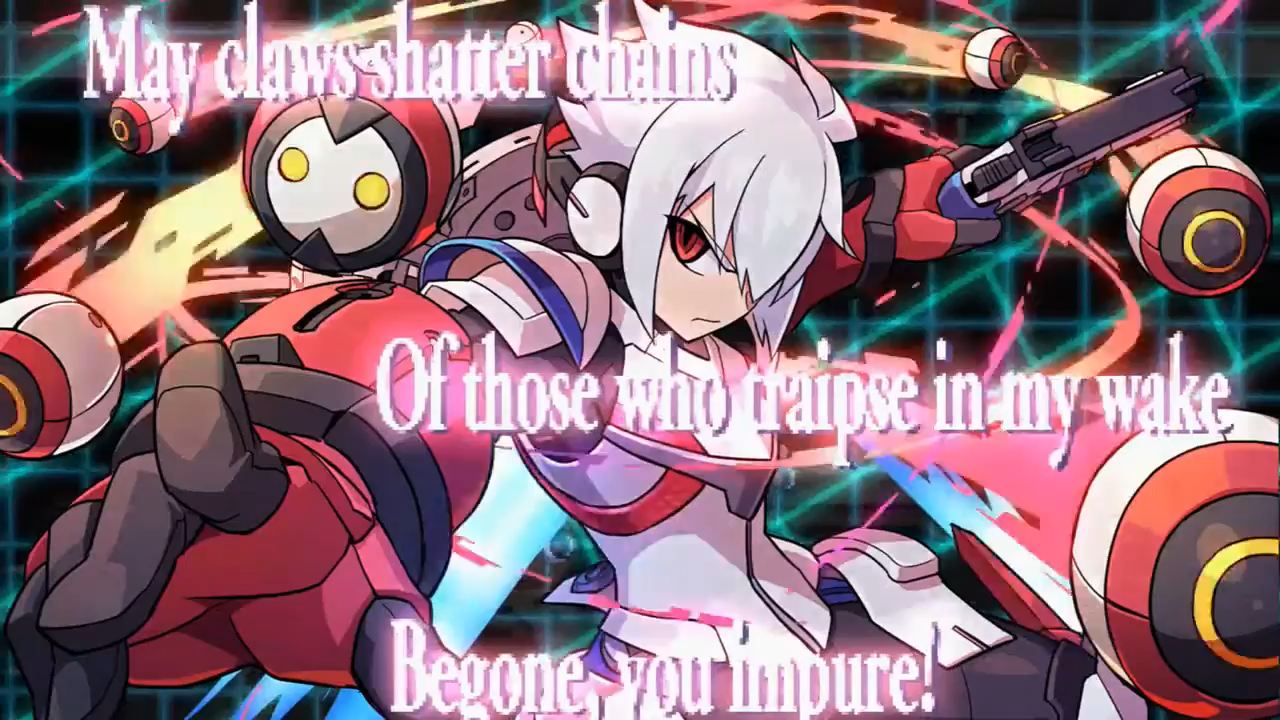 May claws shatter chains
Of those who traipse in my wake
Begone, you impure!